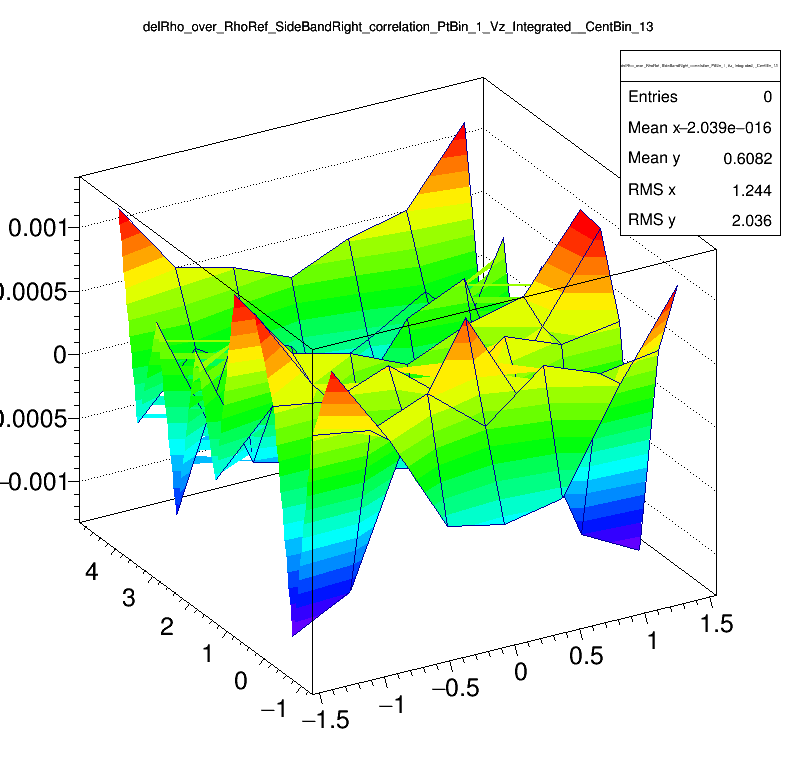 delRho_over_RhoRef_SideBandRight_correlation_PtBin_1_Vz_Integrated__CentBin_13
delRho_over_RhoRef_SideBandRight_correlation_PtBin_1_Vz_Integrated__CentBin_13
Entries 0
Mean x−2.039e−016
Mean y 0.6082
RMS x 1.244
RMS y 2.036
0.001
0.0005
0
0.0005
−0.001
4
3
2
1
0
−1
−1.5
−1
−0.5
0
0.5
1
1.5